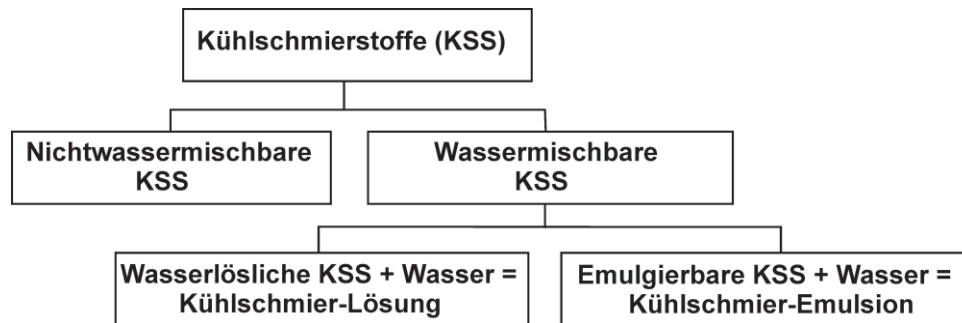 Kühlschmierstoffe (KSS)
Nichtwassermischbare
KSS
Wassermischbare
KSS
Wasserlösliche KSS + Wasser =
Kühlschmier-Lösung
Emulgierbare KSS + Wasser =
Kühlschmier-Emulsion